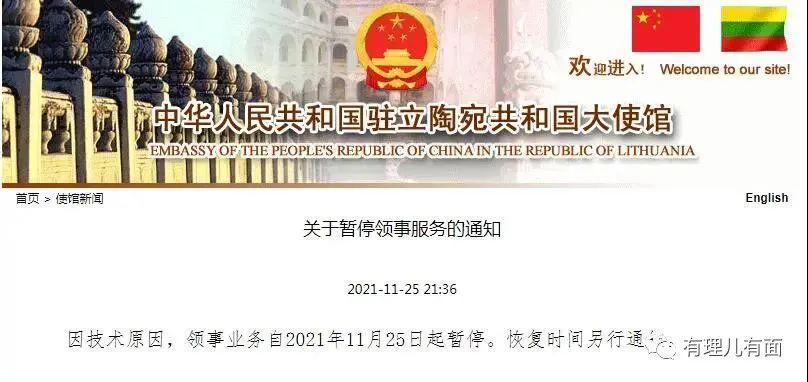 欢迎进入! Welcome to our site!
中华人民共和国驻立陶宛共和国大使馆
EMBASSY OF THE PEOPLE'S REPUBLIC OF CHINA IN THE REPUBLIC OF LITHUANIA
首页 > 使馆新闻 English
关于暂停领事服务的通知
2021-11-25 21:36
因技术原因，领事业务自2021年11月25日起暂停。恢复时间另行通
有理儿有面